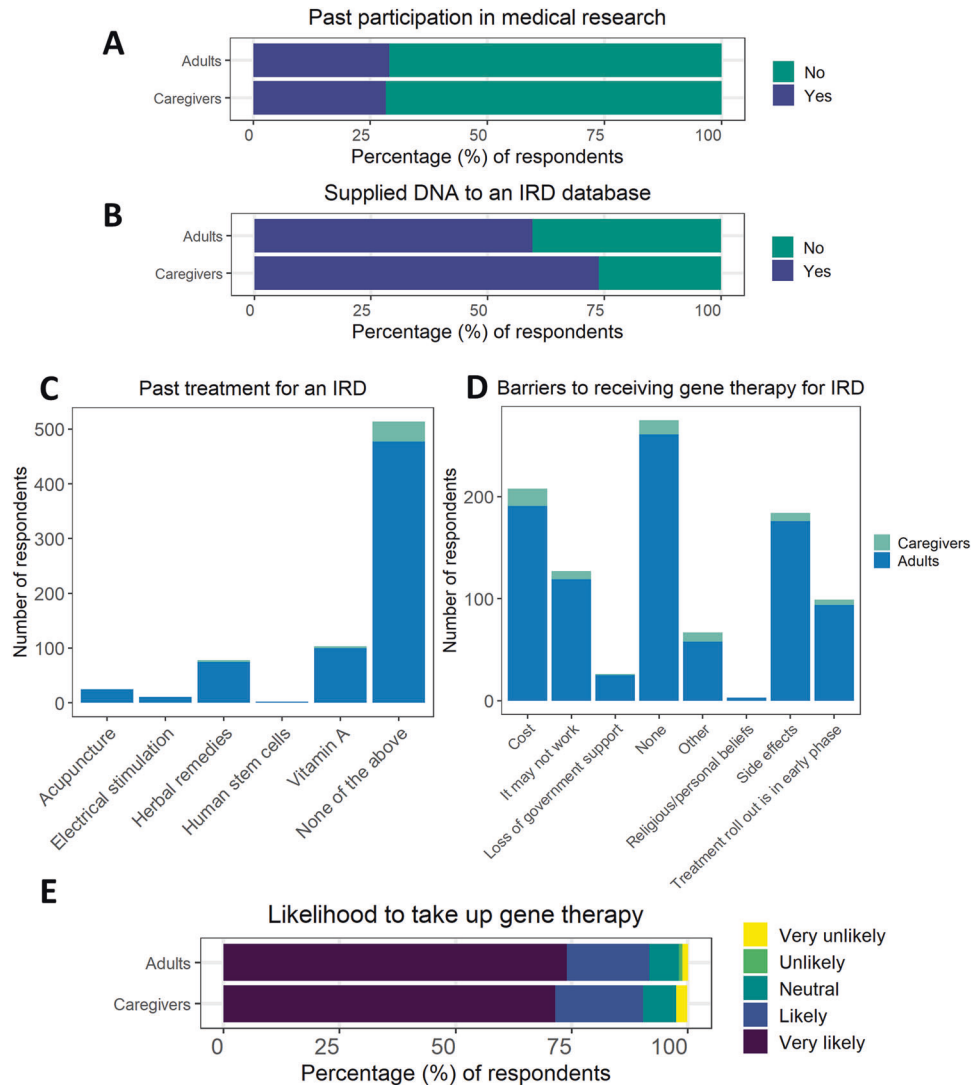 Past participation in medical research
A
Adults
Caregivers
0 25 50 75 100
Percentage (%) of respondents
No
Yes
Supplied DNA to an IRD database
B
Adults
Caregivers
0 25 50 75 100
Percentage (%) of respondents
No
Yes
C
Past treatment for an IRD
Number of respondents
500
400
300
200
100
0
Acupuncture
Electrical stimulation
Herbal remedies
Human stem cells
Vitamin A
None of the above
D
Barriers to receiving gene therapy for IRD
Number of respondents
200
100
0
Cost
It may not work
Loss of government support
None
Other
Religious/personal beliefs
Side effects
Treatment roll out is in early phase
Caregivers
Adults
E
Likelihood to take up gene therapy
Adults
Caregivers
0 25 50 75 100
Percentage (%) of respondents
Very unlikely
Unlikely
Neutral
Likely
Very likely